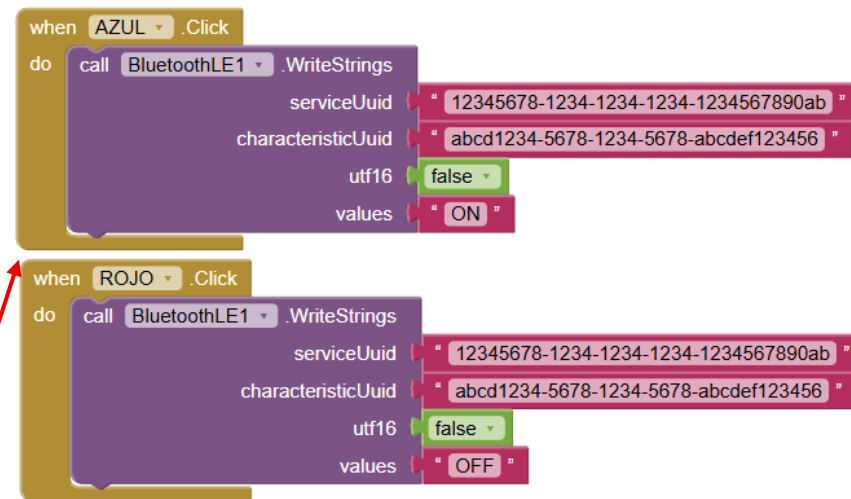 when AZUL .Click
do call BluetoothLE1 .WriteStrings
serviceUuid " 12345678-1234-1234-1234-1234567890ab "
characteristicUuid " abcd1234-5678-1234-5678-abcdef123456 "
utf16 false
values " ON "
when ROJO .Click
do call BluetoothLE1 .WriteStrings
serviceUuid " 12345678-1234-1234-1234-1234567890ab "
characteristicUuid " abcd1234-5678-1234-5678-abcdef123456 "
utf16 false
values " OFF "